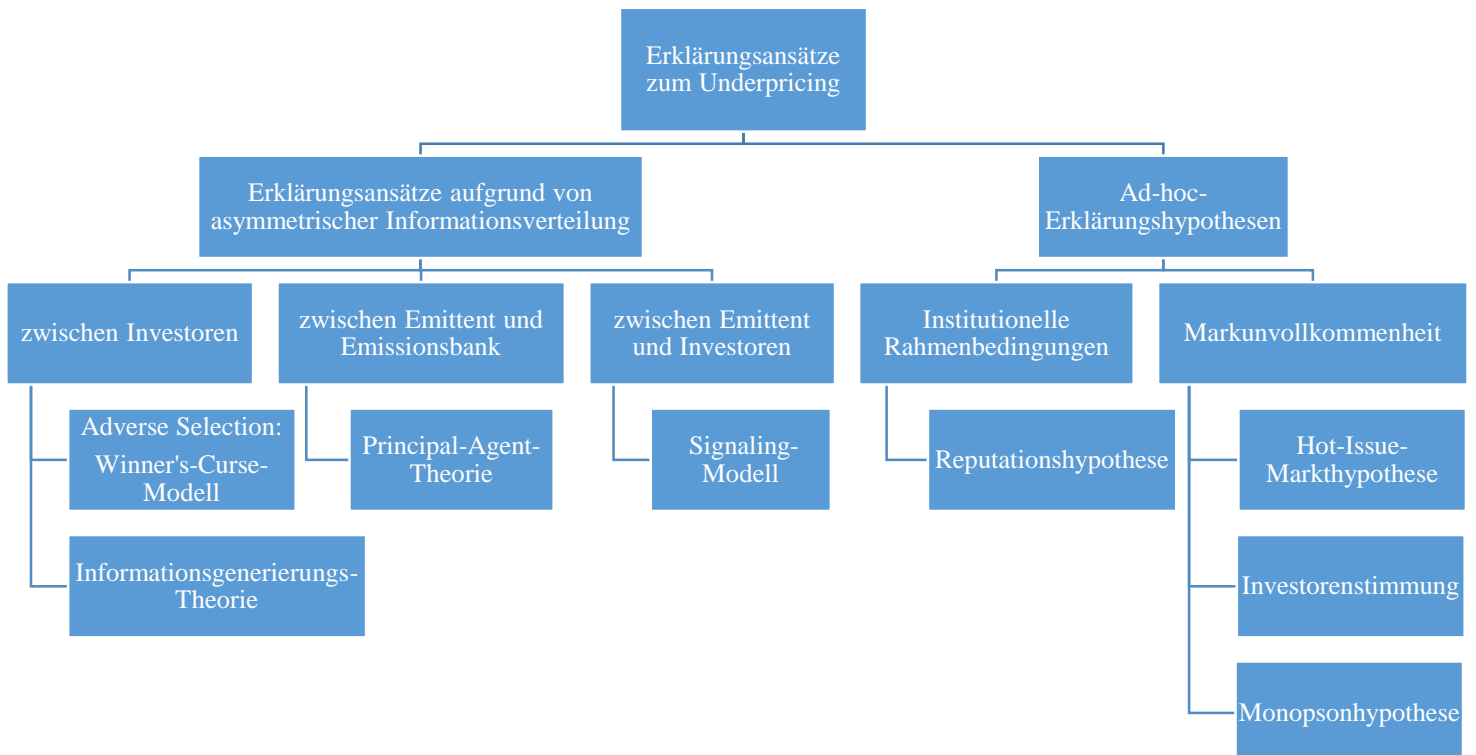 Erklärungsansätze
zum Underpricing
Erklärungsansätze aufgrund von
asymmetrischer Informationsverteilung
Ad-hoc-
Erklärungshypothesen
zwischen Investoren
zwischen Emittent und
Emissionsbank
zwischen Emittent
und Investoren
Institutionelle
Rahmenbedingungen
Markunvollkommenheit
Adverse Selection:
Winner's-Curse-
Modell
Principal-Agent-
Theorie
Signaling-
Modell
Reputationshypothese
Hot-Issue-
Markthypothese
Informationsgenerierungs-
Theorie
Investorenstimmung
Monopsonhypothese